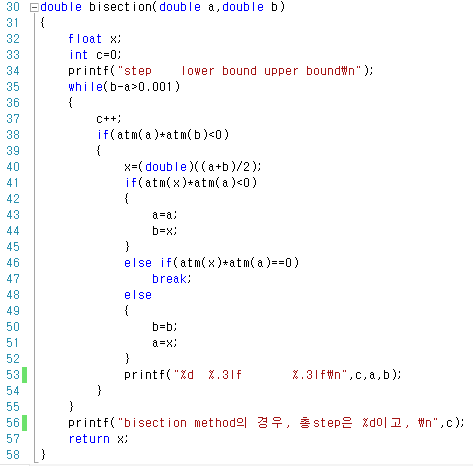 30 double bisection(double a,double b)
31 {
32 float x;
33 int c=0;
34 printf("step    lower bound upper bound₩n");
35 while(b-a>0.001)
36 {
37 c++;
38 if(atm(a)*atm(b)<0)
39 {
40 x=(double)((a+b)/2);
41 if(atm(x)*atm(a)<0)
42 {
43 a=a;
44 b=x;
45 }
46 else if(atm(x)*atm(a)==0)
47 break;
48 else
49 {
50 b=b;
51 a=x;
52 }
53 printf("%d  %.3lf       %.3lf₩n",c,a,b);
54 }
55 }
56 printf("bisection method의 경우, 총step은 %d이고, ₩n",c);
57 return x;
58 }